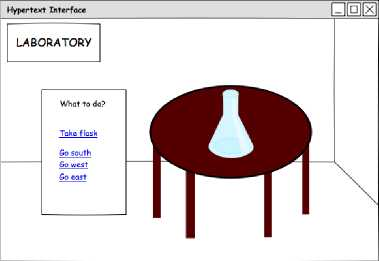 Hypertext Interface
LABORATORY
What to do?
Take flask
Go south
Go west
Go east